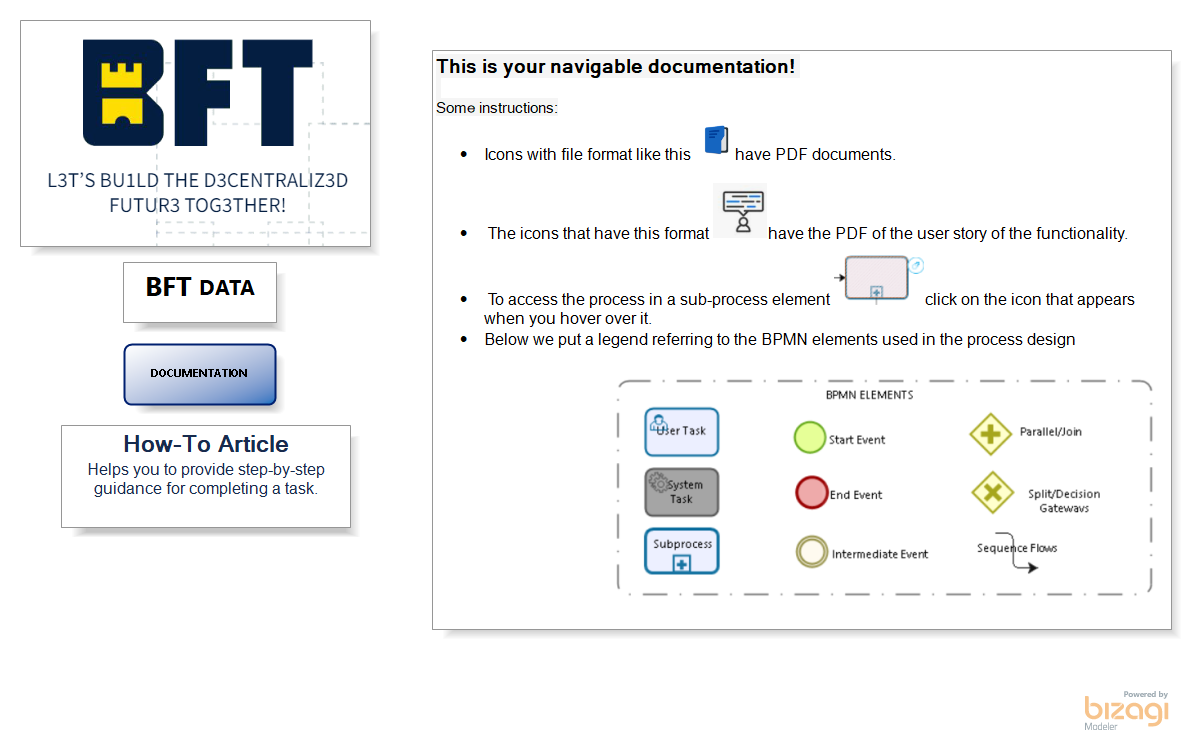 BFT
L3T'S BU1LD THE D3CENTRALIZ3D
FUTUR3 TOG3THER!
BFT DATA
DOCUMENTATION
How-To Article
Helps you to provide step-by-step
guidance for completing a task.
This is your navigable documentation!
Some instructions:
• Icons with file format like this have PDF documents.
• The icons that have this format have the PDF of the user story of the functionality.
• To access the process in a sub-process element click on the icon that appears
when you hover over it.
• Below we put a legend referring to the BPMN elements used in the process design
BPMN ELEMENTS
User Task
Start Event
Parallel/Join
System
Task
End Event
Split/Decision
Gateways
Subprocess
Intermediate Event
Sequence Flows
Powered by
bizagi
Modeler